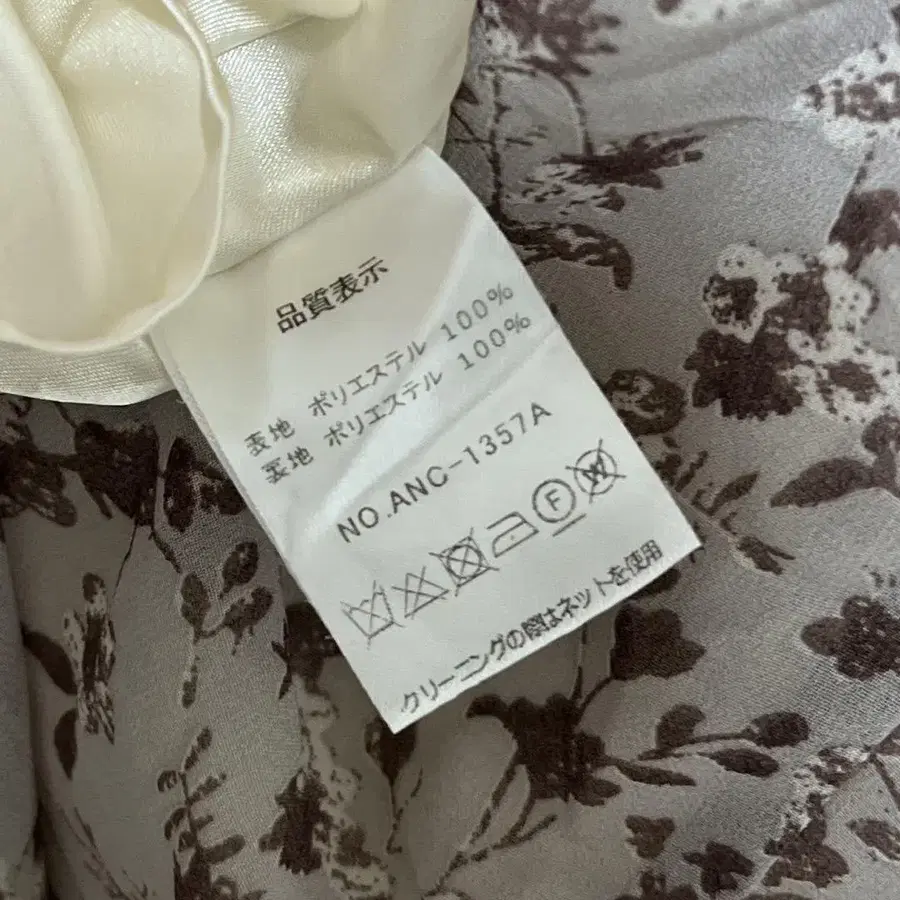 品質表示
表地 ポリエステル 100%
裏地 ポリエステル 100%
NO.ANC-1357A
F W
クリーニングの際はネットを使用